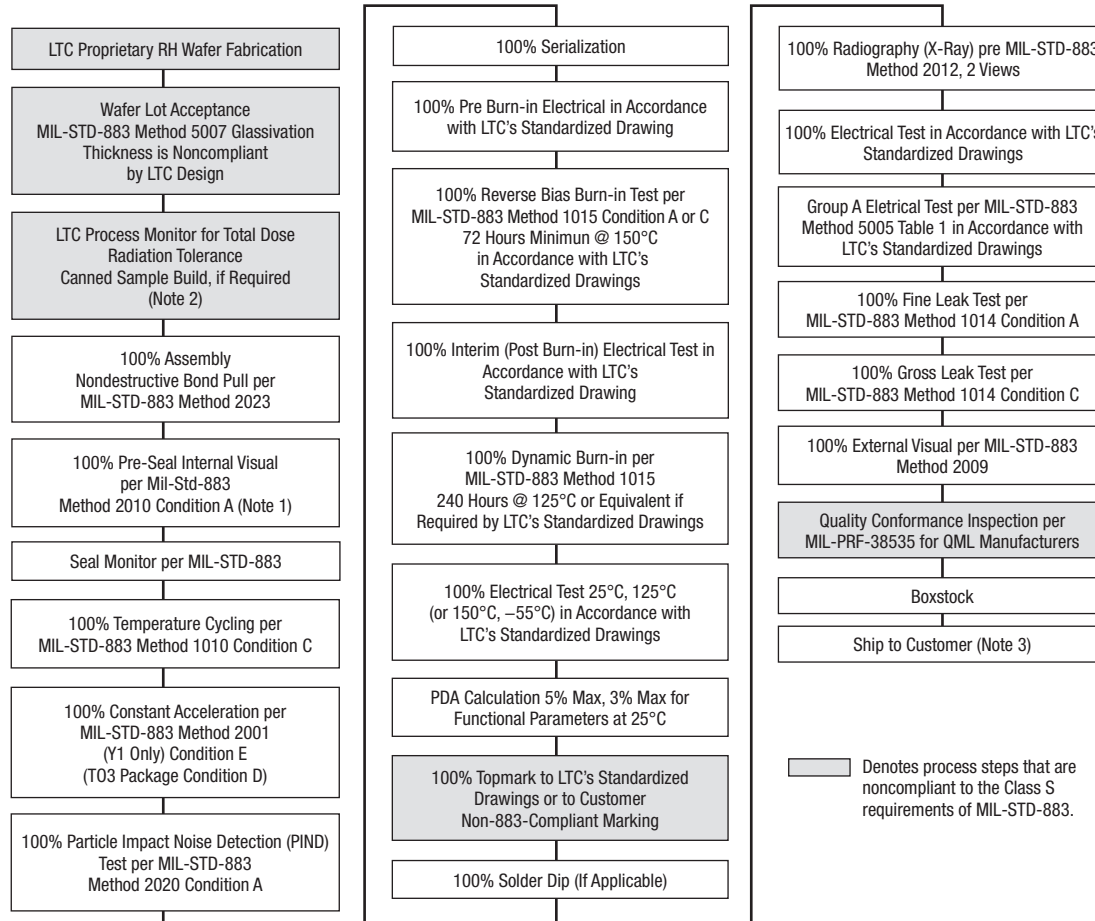 LTC Proprietary RH Wafer Fabrication
Wafer Lot Acceptance
MIL-STD-883 Method 5007 Glassivation
Thickness is Noncompliant
by LTC Design
LTC Process Monitor for Total Dose
Radiation Tolerance
Canned Sample Build, if Required
(Note 2)
100% Assembly
Nondestructive Bond Pull per
MIL-STD-883 Method 2023
100% Pre-Seal Internal Visual
per Mil-Std-883
Method 2010 Condition A (Note 1)
Seal Monitor per MIL-STD-883
100% Temperature Cycling per
MIL-STD-883 Method 1010 Condition C
100% Constant Acceleration per
MIL-STD-883 Method 2001
(Y1 Only) Condition E
(TO3 Package Condition D)
100% Particle Impact Noise Detection (PIND)
Test per MIL-STD-883
Method 2020 Condition A
100% Serialization
100% Pre Burn-in Electrical in Accordance
with LTC's Standardized Drawing
100% Reverse Bias Burn-in Test per
MIL-STD-883 Method 1015 Condition A or C
72 Hours Minimun @ 150°C
in Accordance with LTC's
Standardized Drawings
100% Interim (Post Burn-in) Electrical Test in
Accordance with LTC's
Standardized Drawing
100% Dynamic Burn-in per
MIL-STD-883 Method 1015
240 Hours @ 125°C or Equivalent if
Required by LTC's Standardized Drawings
100% Electrical Test 25°C, 125°C
(or 150°C, –55°C) in Accordance with
LTC's Standardized Drawings
PDA Calculation 5% Max, 3% Max for
Functional Parameters at 25°C
100% Topmark to LTC's Standardized
Drawings or to Customer
Non-883-Compliant Marking
100% Solder Dip (If Applicable)
100% Radiography (X-Ray) pre MIL-STD-883
Method 2012, 2 Views
100% Electrical Test in Accordance with LTC's
Standardized Drawings
Group A Eletrical Test per MIL-STD-883
Method 5005 Table 1 in Accordance with
LTC's Standardized Drawings
100% Fine Leak Test per
MIL-STD-883 Method 1014 Condition A
100% Gross Leak Test per
MIL-STD-883 Method 1014 Condition C
100% External Visual per MIL-STD-883
Method 2009
Quality Conformance Inspection per
MIL-PRF-38535 for QML Manufacturers
Boxstock
Ship to Customer (Note 3)
Denotes process steps that are
noncompliant to the Class S
requirements of MIL-STD-883.